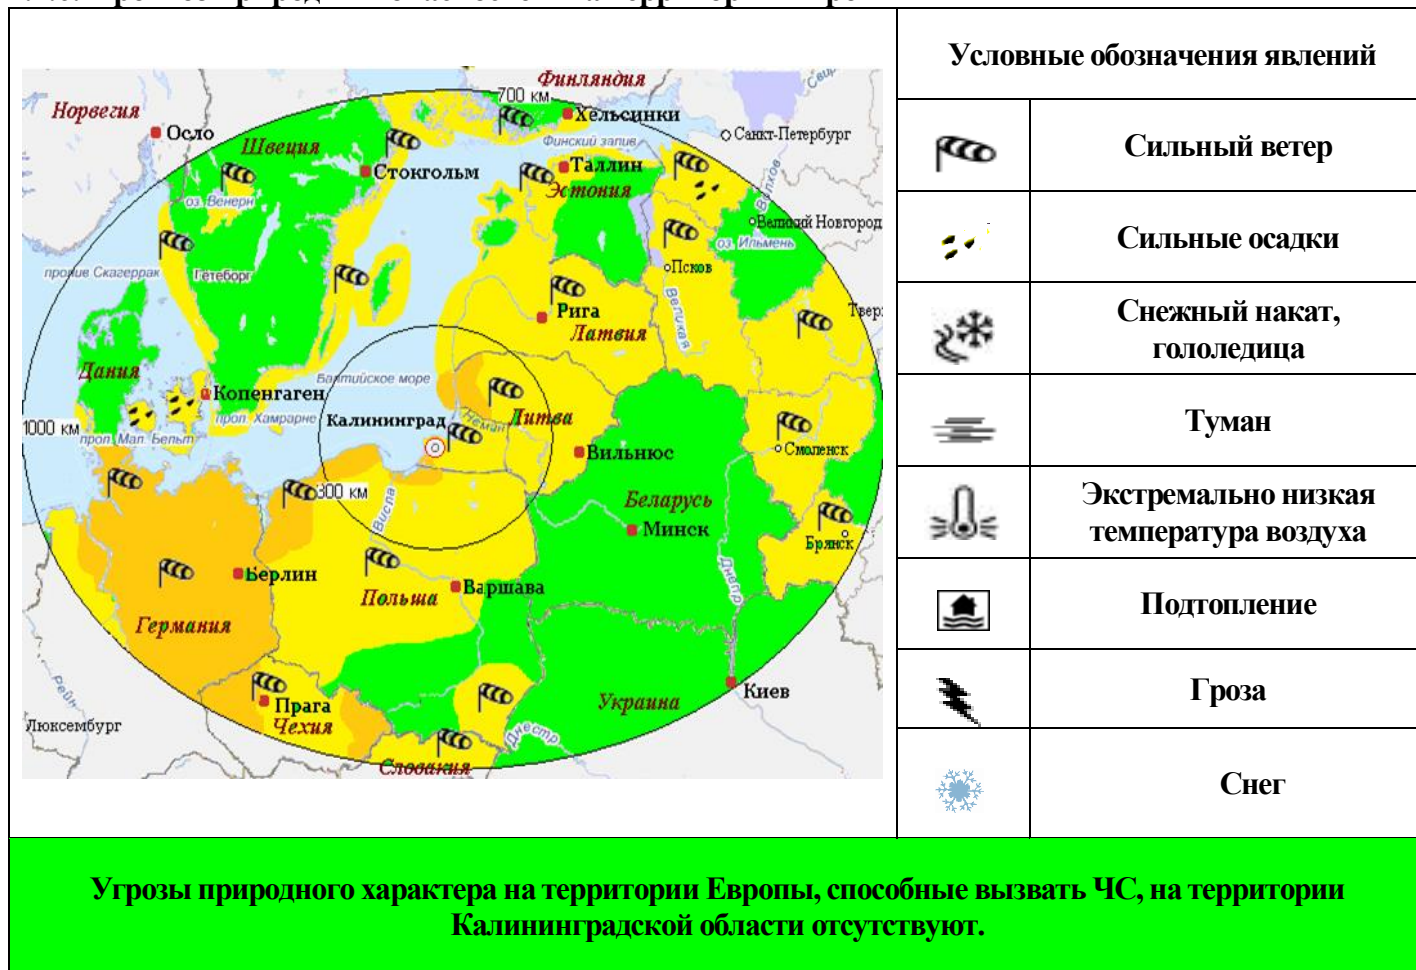 Условные обозначения явлений
Сильный ветер
Сильные осадки
Снежный накат,
гололедица
Туман
Экстремально низкая
температура воздуха
Подтопление
Гроза
Снег
Финляндия
700 км
Хельсинки
Норвегия
Осло
Санкт-Петербург
Швеция
Финский залив
Таллин
Стокгольм
Эстония
Волхов
оз. Венерн
Великий Новгород
оз. Ильмень
пролив Скагеррак
Гётеборг
Псков
Великая
Рига
Латвия
Дания
Балтийское море
Копенгаген
Неман
Литва
1000 км
прол. Мал. Бельт
прол. Хамрарне
Калининград
Вильнюс
Смоленск
300 км
Висла
Беларусь
Минск
Брянск
Берлин
Варшава
Днепр
Польша
Германия
Рейн
Прага
Чехия
Украина
Киев
Люксембург
Днестр
Словакия
Угрозы природного характера на территории Европы, способные вызвать ЧС, на территории
Калининградской области отсутствуют.